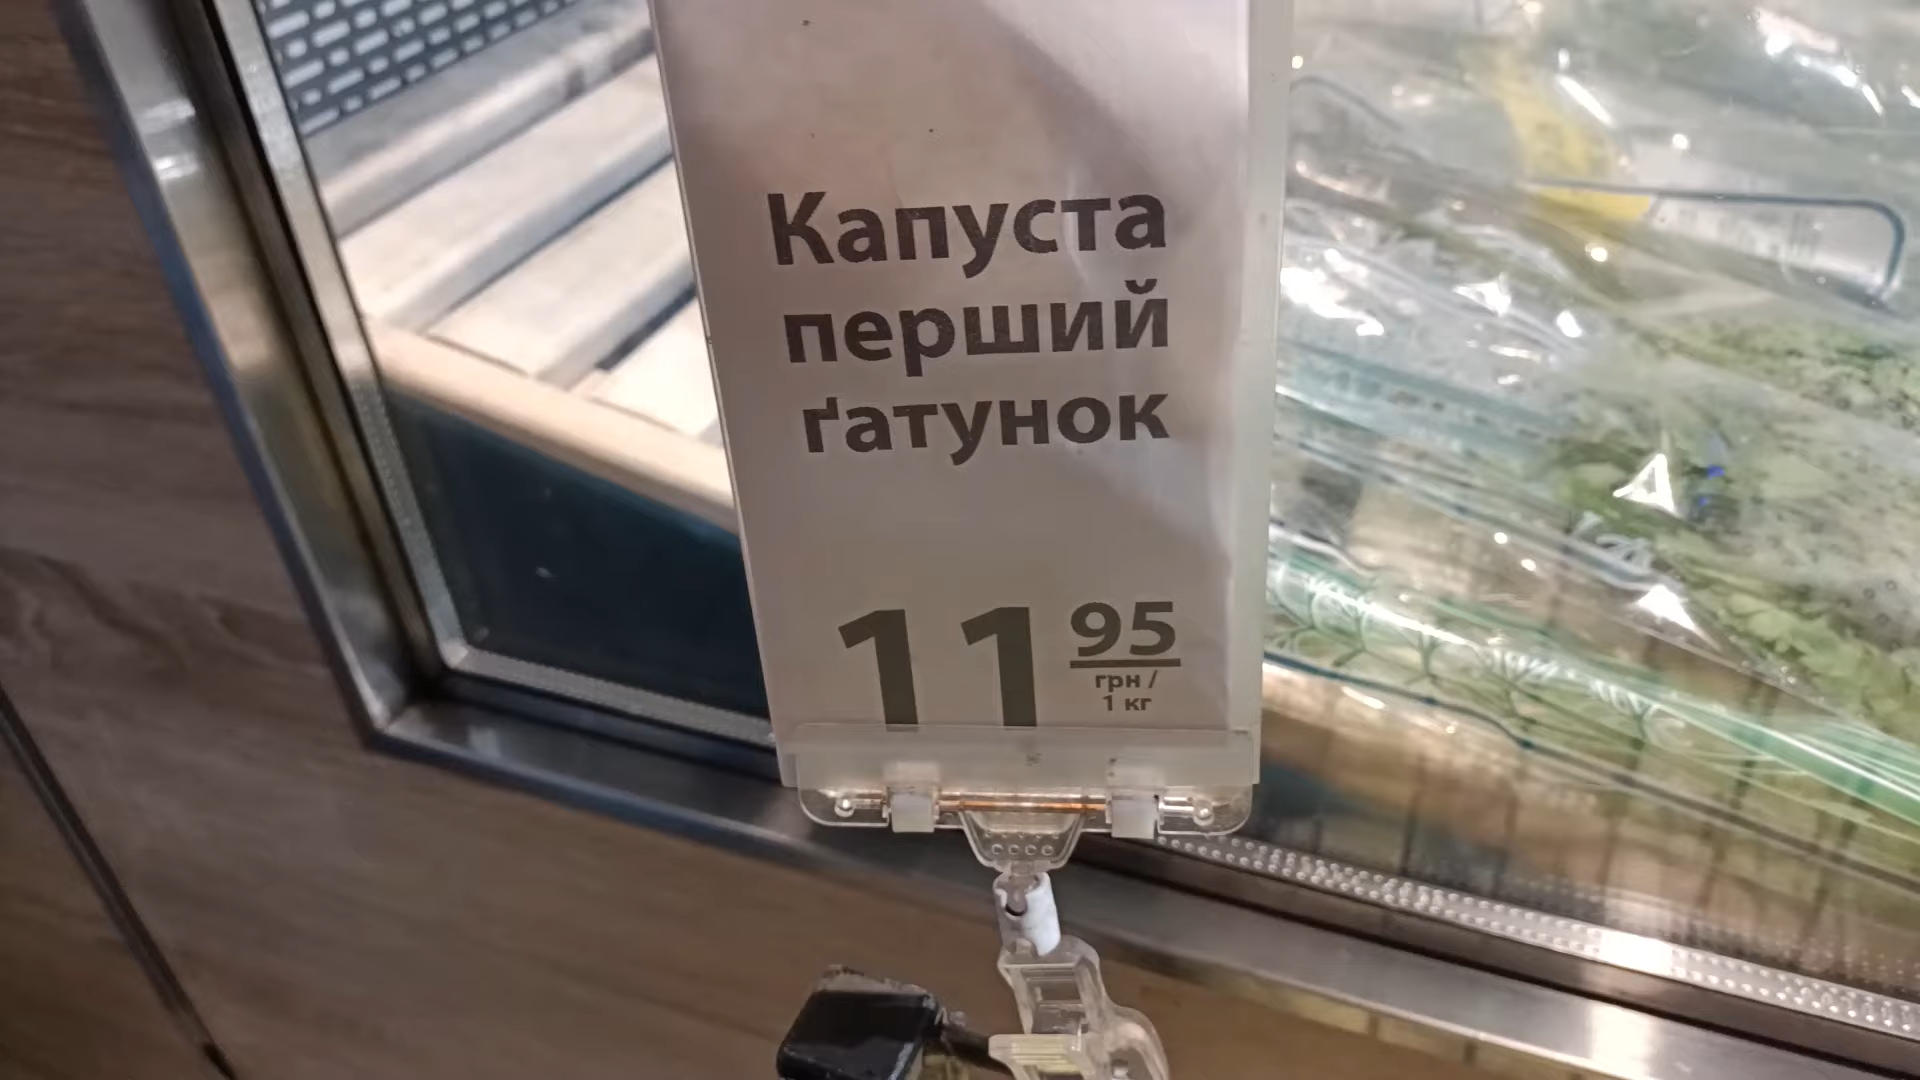 Капуста
перший
ґатунок
11 95
грн /
1 кг